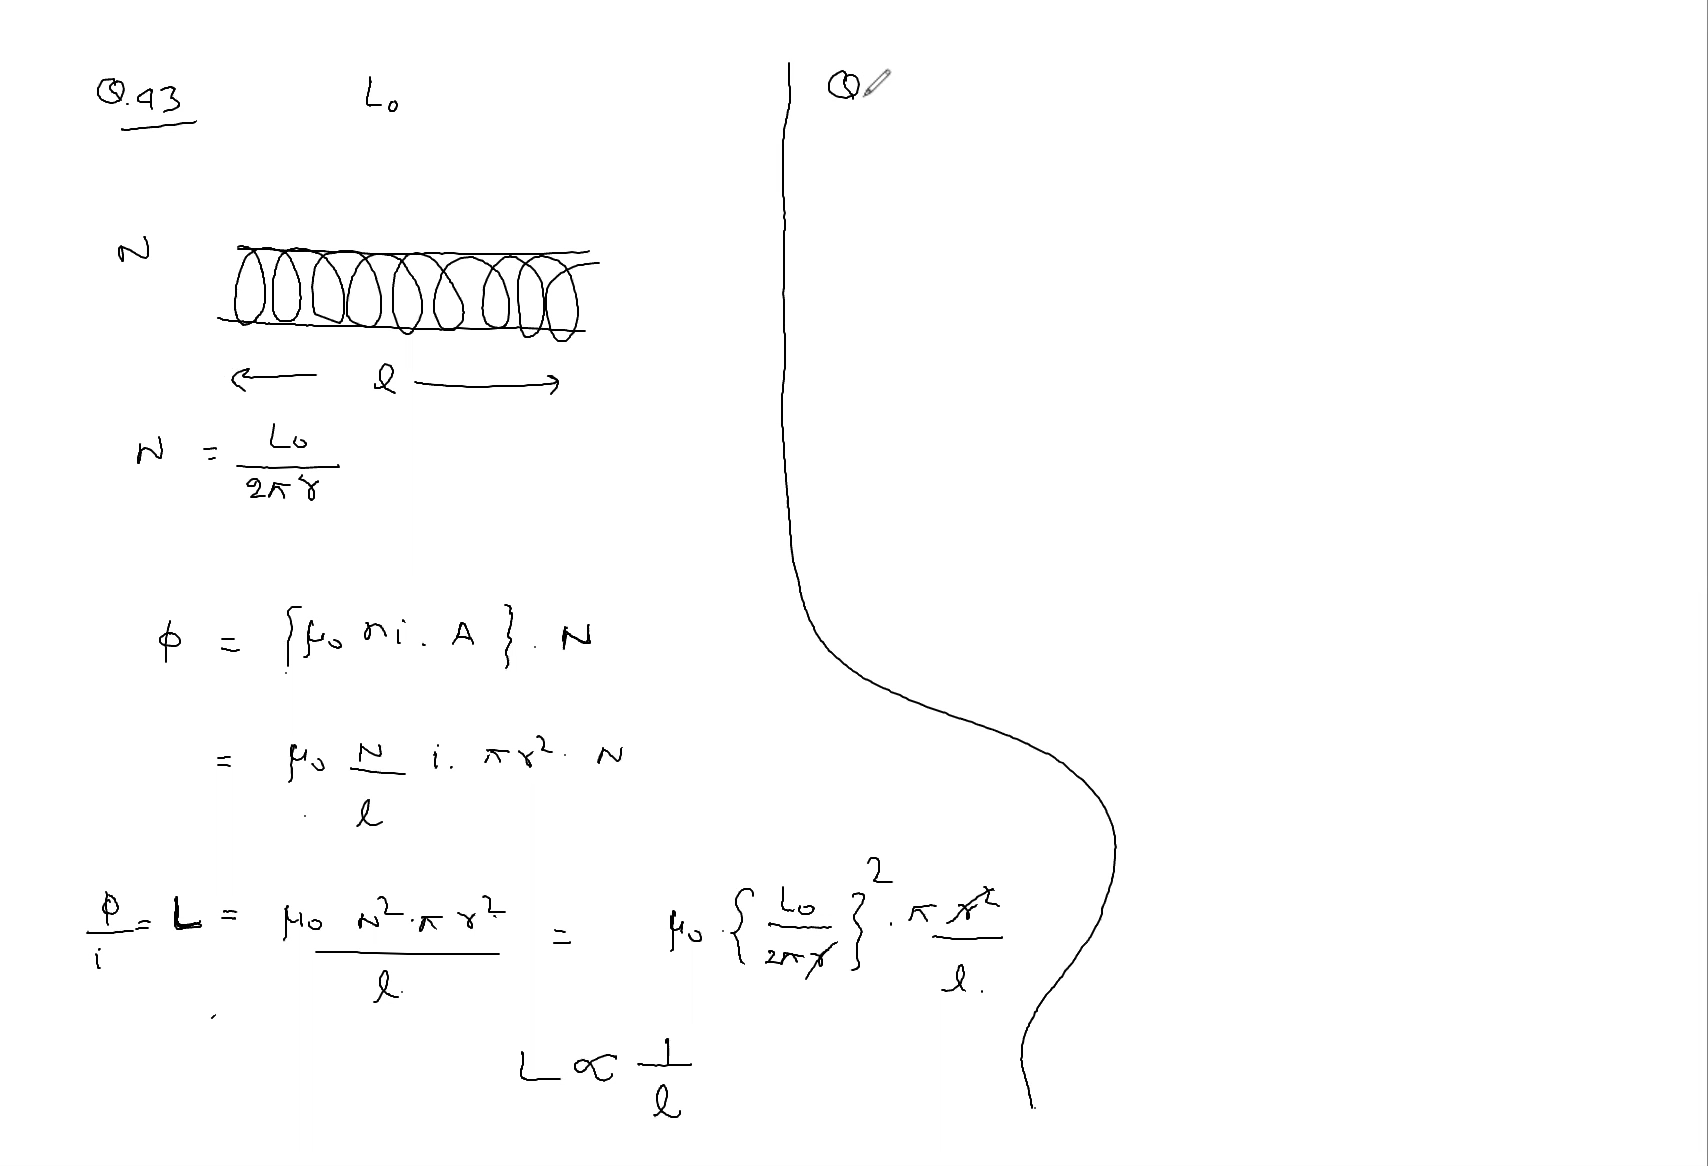 Q.43 L₀
Q
N
l
N = L₀/2πr
ϕ = {μ₀ ni. A}. N
= μ₀ N/l i. πr². N
ϕ/i = L = μ₀ N².πr²/l = μ₀.{L₀/2πr}².πr²/l.
L ∝ 1/l